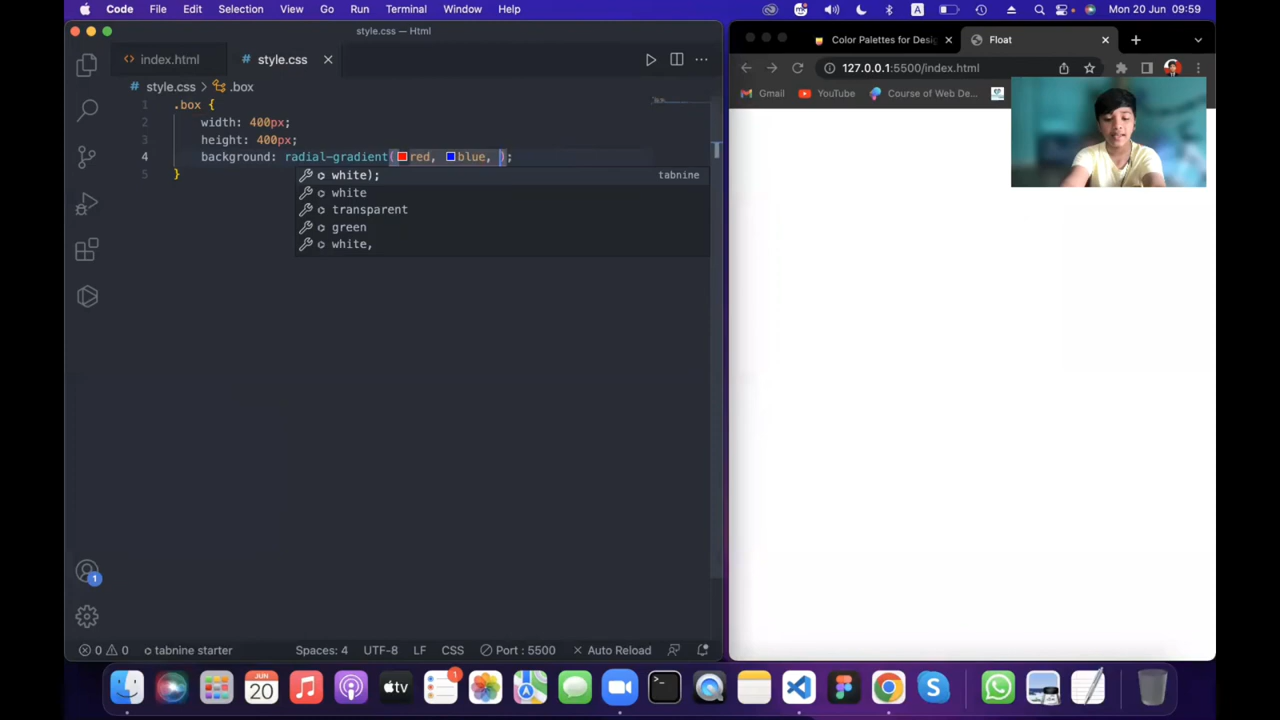 Code File Edit Selection View Go Run Terminal Window Help
A
Mon 20 Jun 09:59
style.css — Html
index.html
style.css
style.css > .box
1 .box {
2 width: 400px;
3 height: 400px;
4 background: radial-gradient(red, blue, );
5 }
white); tabnine
white
transparent
green
white,
1
0 0 tabnine starter Spaces: 4 UTF-8 LF CSS Port : 5500 Auto Reload
Color Palettes for Desig
Float
127.0.0.1:5500/index.html
Gmail YouTube Course of Web De...
JUN
20
tv
1